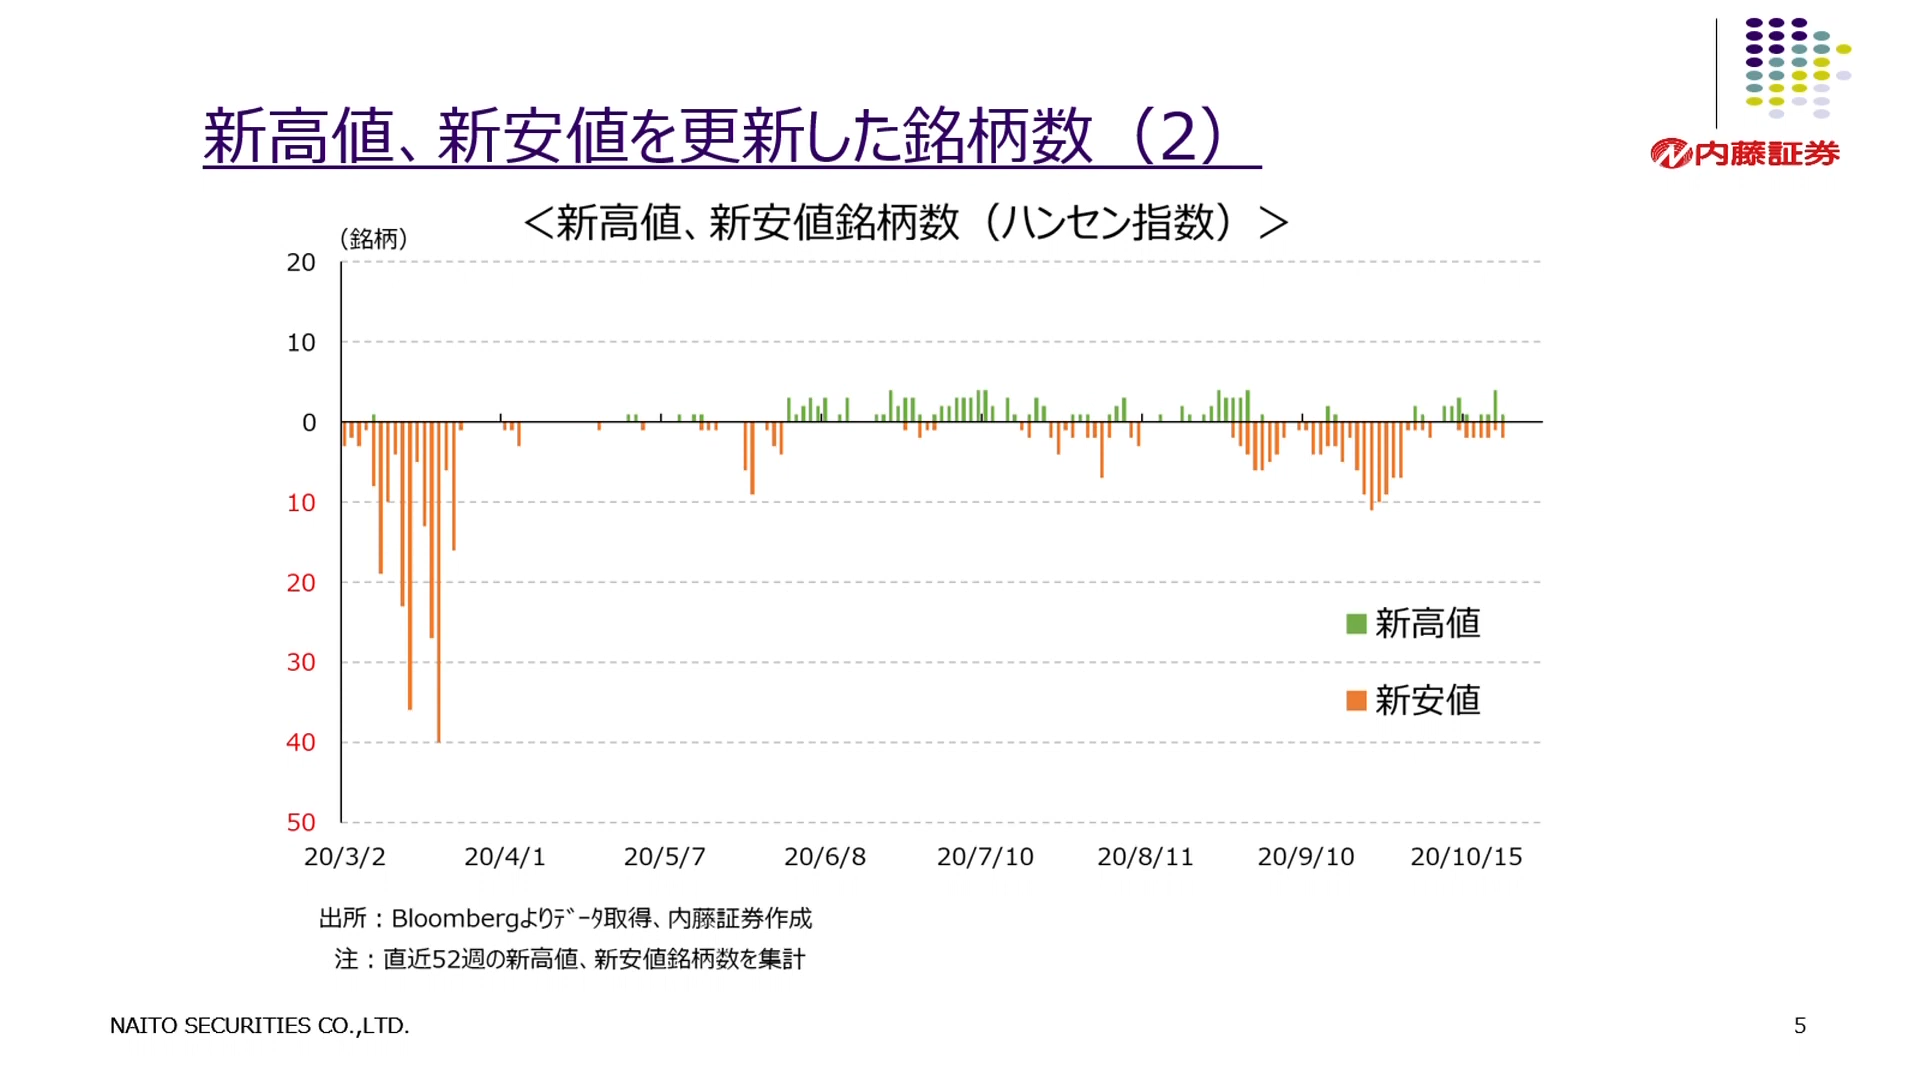 内藤証券
新高値、新安値を更新した銘柄数（2）
＜新高値、新安値銘柄数（ハンセン指数）＞
（銘柄）
20
10
0
10
20
30
40
50
新高値
新安値
20/3/2 20/4/1 20/5/7 20/6/8 20/7/10 20/8/11 20/9/10 20/10/15
出所：Bloombergよりﾃﾞｰﾀ取得、内藤証券作成
注：直近52週の新高値、新安値銘柄数を集計
NAITO SECURITIES CO.,LTD.
5